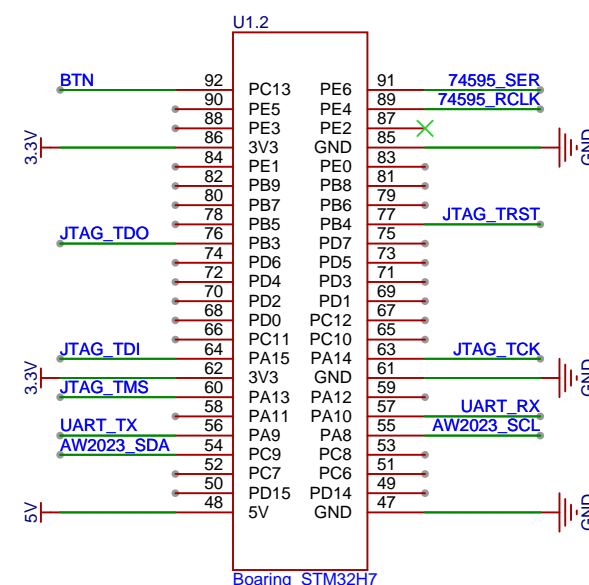 U1.2
BTN 92 PC13 PE6 91 74595_SER
90 PE5 PE4 89 74595_RCLK
88 PE3 PE2 87
3.3V 86 3V3 GND 85 GND
84 PE1 PE0 83
82 PB9 PB8 81
80 PB7 PB6 79
78 PB5 PB4 77 JTAG_TRST
JTAG_TDO 76 PB3 PD7 75
74 PD6 PD5 73
72 PD4 PD3 71
70 PD2 PD1 69
68 PD0 PC12 67
66 PC11 PC10 65
JTAG_TDI 64 PA15 PA14 63 JTAG_TCK
3.3V 62 3V3 GND 61 GND
JTAG_TMS 60 PA13 PA12 59
58 PA11 PA10 57 UART_RX
UART_TX 56 PA9 PA8 55 AW2023_SCL
AW2023_SDA 54 PC9 PC8 53
52 PC7 PC6 51
50 PD15 PD14 49
5V 48 5V GND 47 GND
Boaring_STM32H7